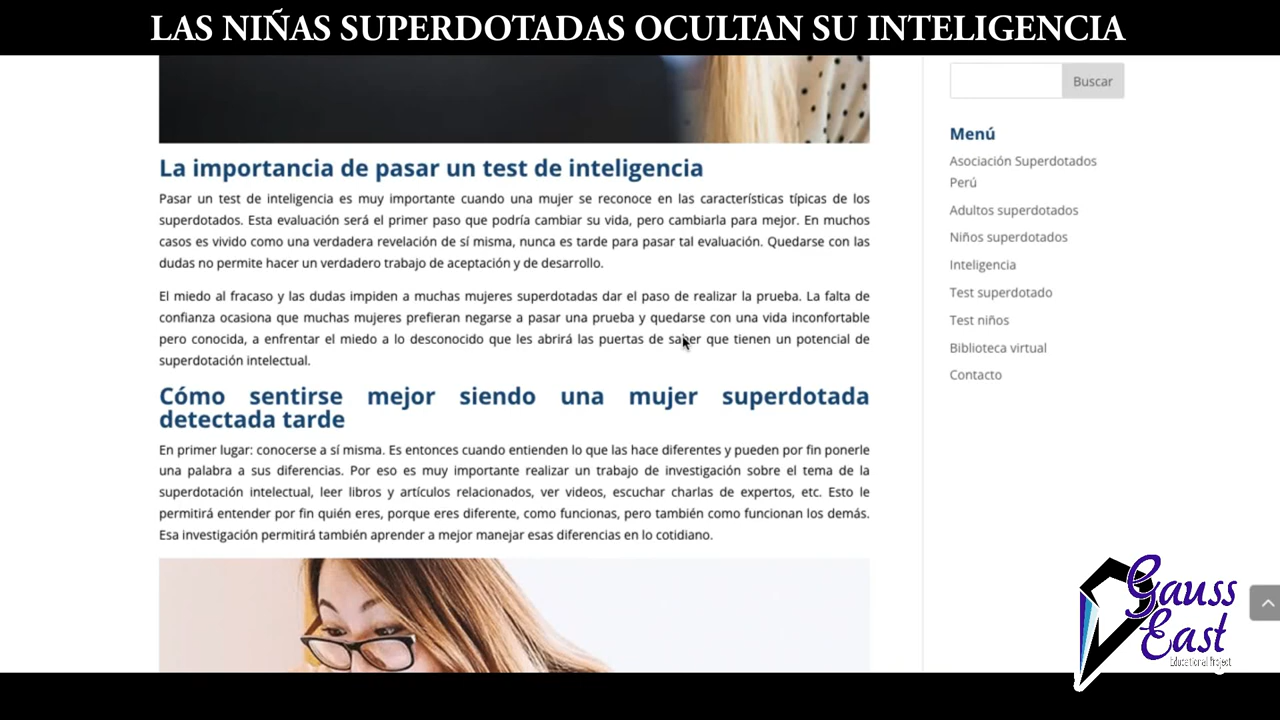 LAS NIÑAS SUPERDOTADAS OCULTAN SU INTELIGENCIA
La importancia de pasar un test de inteligencia
Pasar un test de inteligencia es muy importante cuando una mujer se reconoce en las características típicas de los
superdotados. Esta evaluación será el primer paso que podría cambiar su vida, pero cambiarla para mejor. En muchos
casos es vivido como una verdadera revelación de sí misma, nunca es tarde para pasar tal evaluación. Quedarse con las
dudas no permite hacer un verdadero trabajo de aceptación y de desarrollo.
El miedo al fracaso y las dudas impiden a muchas mujeres superdotadas dar el paso de realizar la prueba. La falta de
confianza ocasiona que muchas mujeres prefieran negarse a pasar una prueba y quedarse con una vida inconfortable
pero conocida, a enfrentar el miedo a lo desconocido que les abrirá las puertas de saber que tienen un potencial de
superdotación intelectual.
Cómo sentirse mejor siendo una mujer superdotada
detectada tarde
En primer lugar: conocerse a sí misma. Es entonces cuando entienden lo que las hace diferentes y pueden por fin ponerle
una palabra a sus diferencias. Por eso es muy importante realizar un trabajo de investigación sobre el tema de la
superdotación intelectual, leer libros y artículos relacionados, ver videos, escuchar charlas de expertos, etc. Esto le
permitirá entender por fin quién eres, porque eres diferente, como funcionas, pero también como funcionan los demás.
Esa investigación permitirá también aprender a mejor manejar esas diferencias en lo cotidiano.
Buscar
Menú
Asociación Superdotados
Perú
Adultos superdotados
Niños superdotados
Inteligencia
Test superdotado
Test niños
Biblioteca virtual
Contacto
Gauss
East
Educational Project